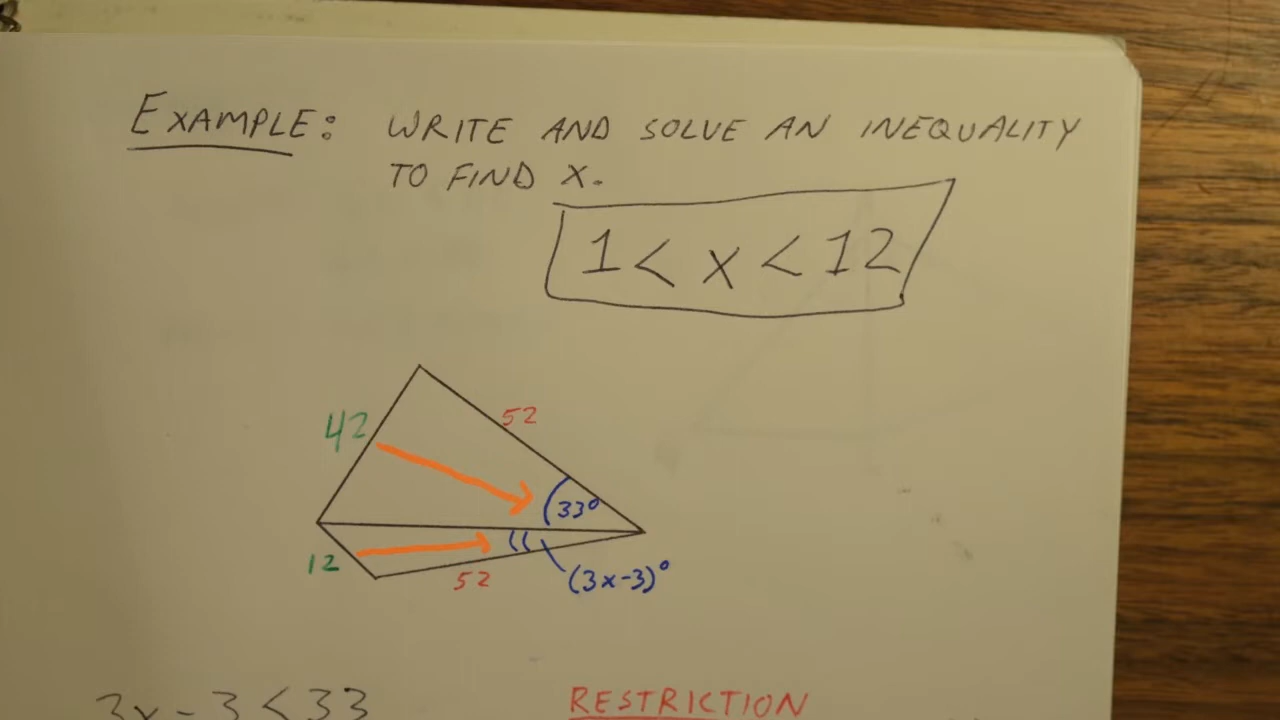 EXAMPLE: WRITE AND SOLVE AN INEQUALITY
TO FIND X.
1 < x < 12
42
52
33°
12
52
(3x-3)°
3x - 3 < 33
RESTRICTION